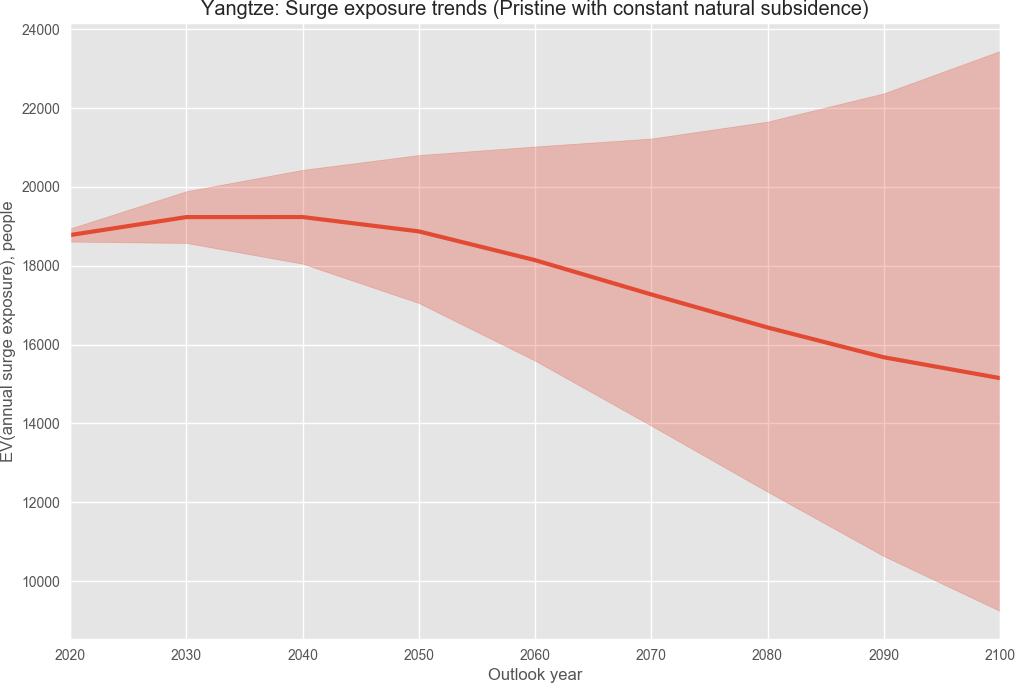 Yangtze: Surge exposure trends (Pristine with constant natural subsidence)
24000
22000
20000
18000
16000
14000
12000
10000
EV(annual surge exposure), people
2020 2030 2040 2050 2060 2070 2080 2090 2100
Outlook year